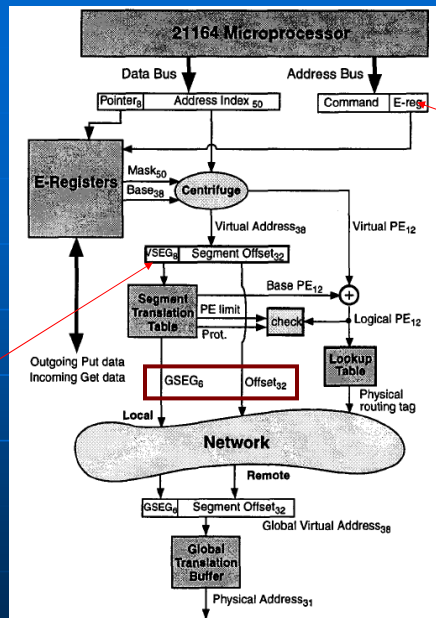 21164 Microprocessor
Data Bus
Address Bus
Pointer8 Address Index 50
Command E-reg.
E-Registers
Mask50
Base38
Centrifuge
Virtual Address38
Virtual PE12
VSEG8 Segment Offset32
Base PE12
+
Segment Translation Table
PE limit
Prot.
check
Logical PE12
Outgoing Put data
Incoming Get data
Lookup Table
GSEG6 Offset32
Physical routing tag
Local
Network
Remote
GSEG6 Segment Offset32
Global Virtual Address38
Global Translation Buffer
Physical Address31